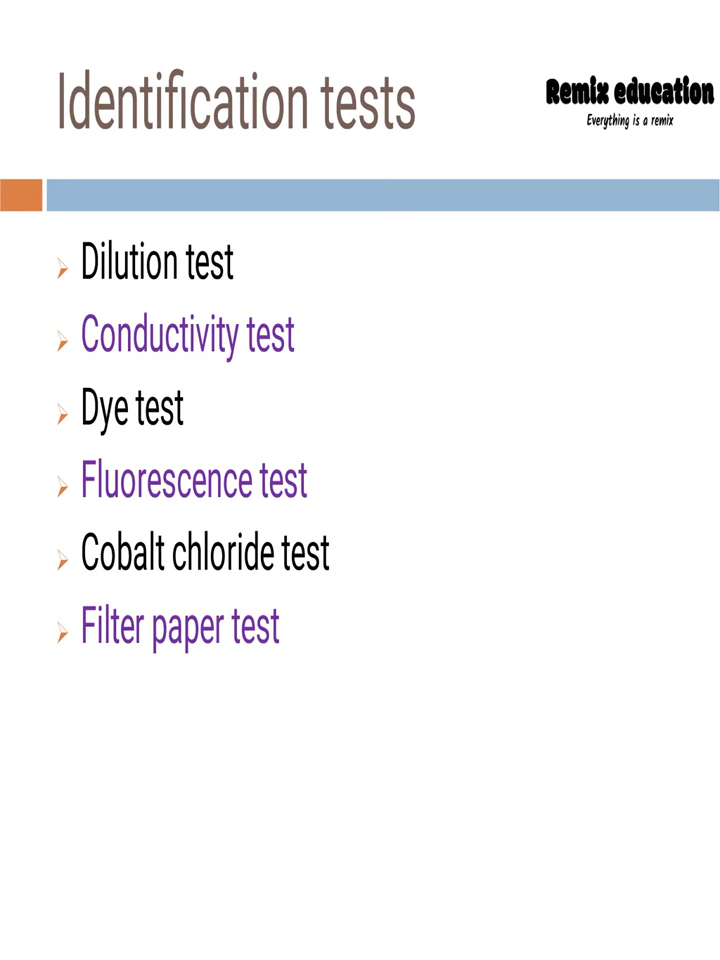 Identification tests
Remix education
Everything is a remix
Dilution test
Conductivity test
Dye test
Fluorescence test
Cobalt chloride test
Filter paper test